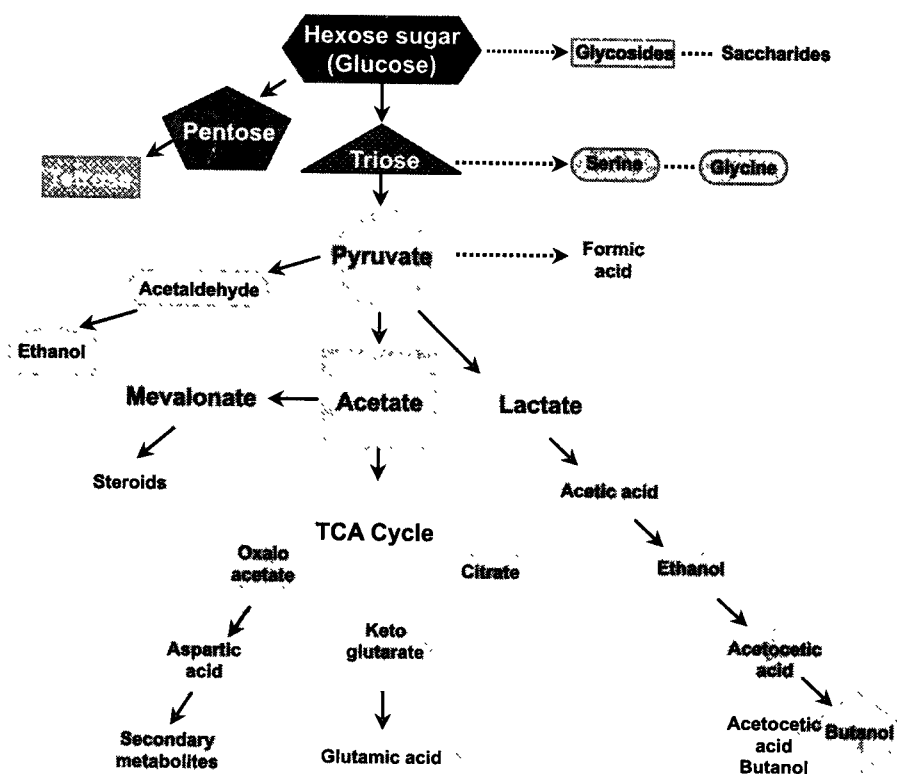 Hexose sugar
(Glucose)
Glycosides
Saccharides
Pentose
Triose
Tetrose
Serine
Glycine
Pyruvate
Formic
acid
Acetaldehyde
Ethanol
Mevalonate
Acetate
Lactate
Steroids
Acetic acid
TCA Cycle
Oxalo
acetate
Citrate
Ethanol
Keto
glutarate
Aspartic
acid
Acetocetic
acid
Secondary
metabolites
Glutamic acid
Acetocetic
acid
Butanol
Butanol